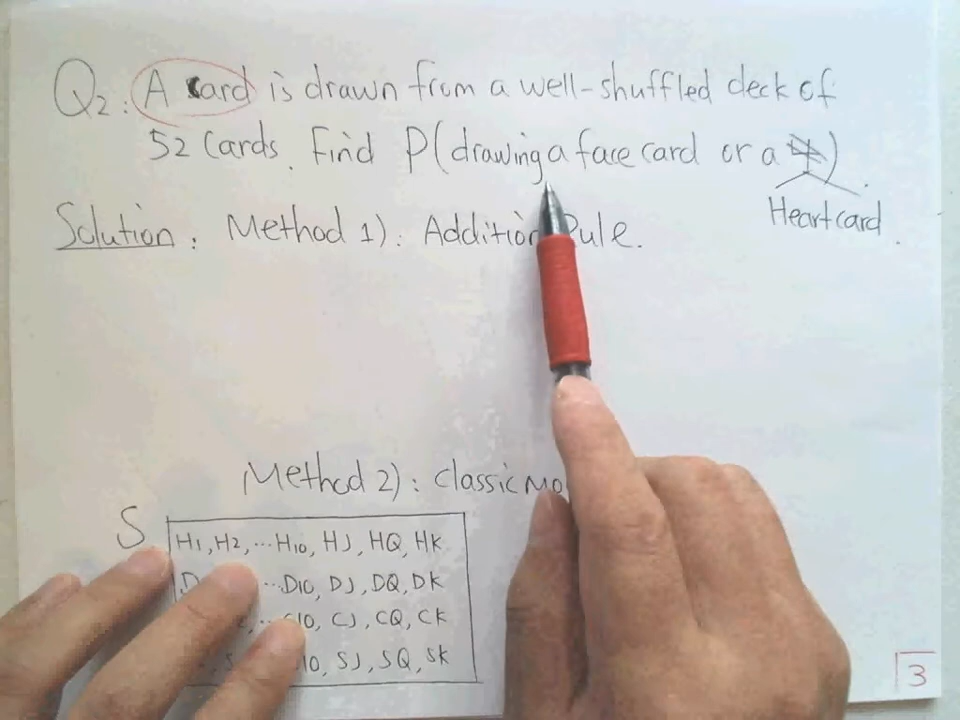 Q2: A Card is drawn from a well-shuffled deck of
52 Cards. Find P(drawing a face card or a )
Heart card.
Solution: Method 1): Addition Rule.
Method 2): Classic
S
H1, H2, ...H10, HJ, HQ, HK
...D10, DJ, DQ, DK
10, CJ, CQ, CK
10, SJ, SQ, SK
3